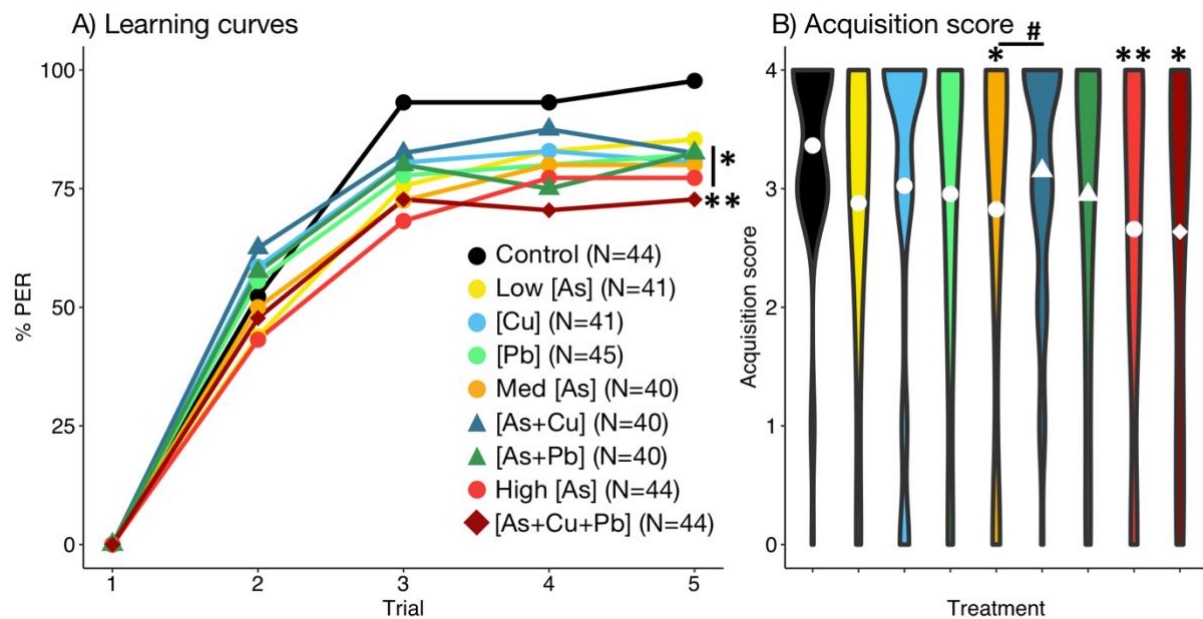 A) Learning curves
100
75
50
25
0
% PER
1 2 3 4 5
Trial
*
**
Control (N=44)
Low [As] (N=41)
[Cu] (N=41)
[Pb] (N=45)
Med [As] (N=40)
[As+Cu] (N=40)
[As+Pb] (N=40)
High [As] (N=44)
[As+Cu+Pb] (N=44)
B) Acquisition score
* # ** *
4
3
2
1
0
Acquisition score
Treatment